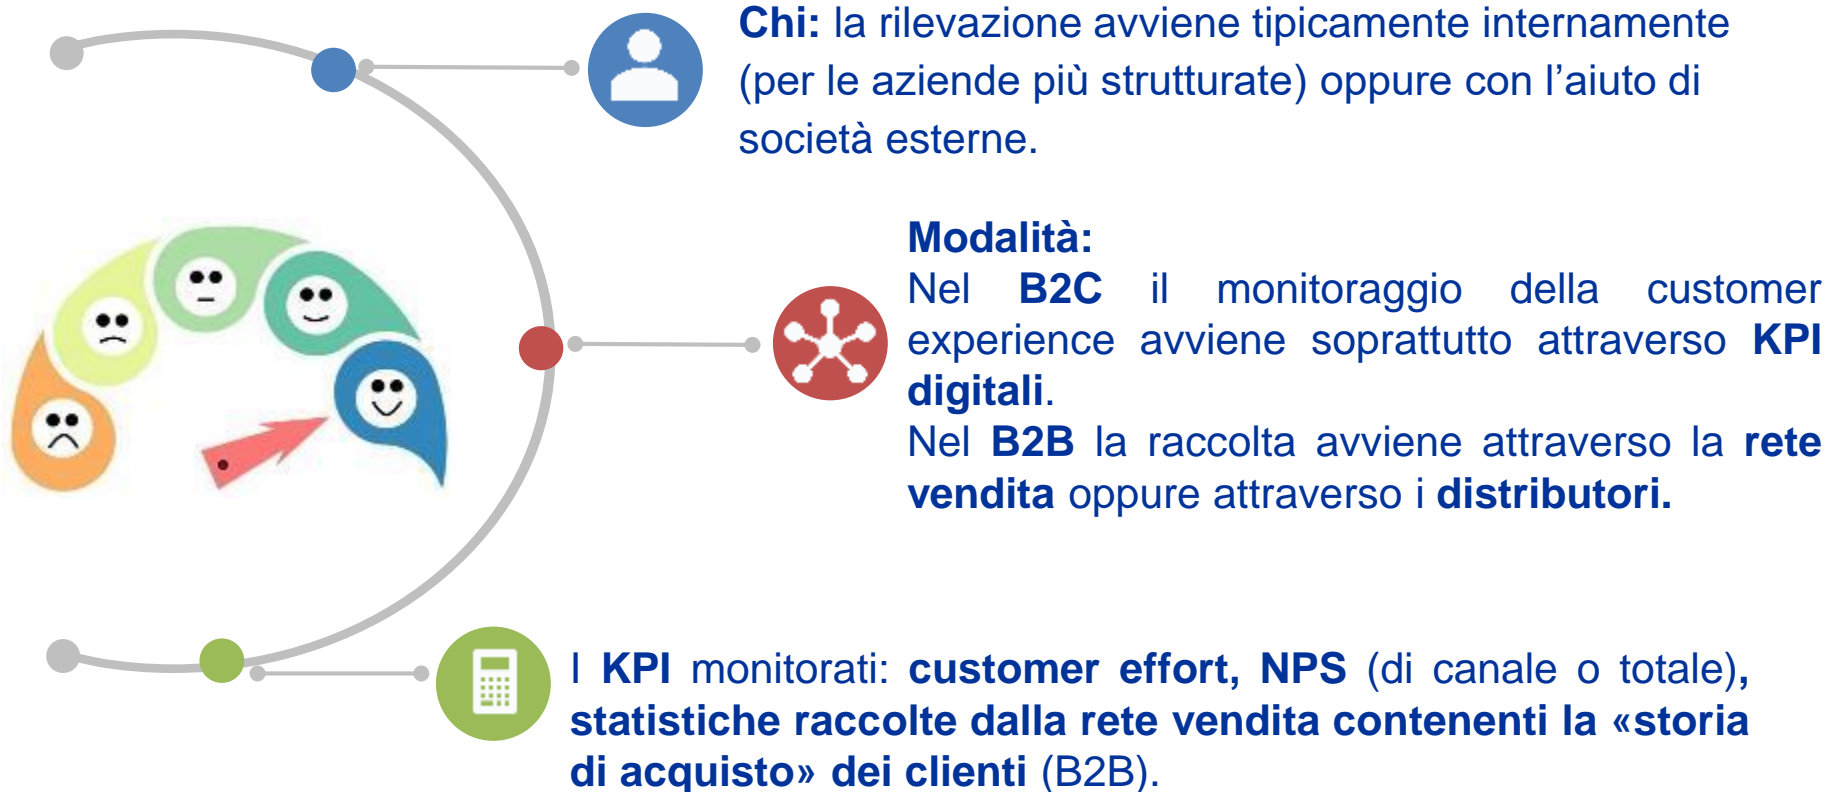 Chi: la rilevazione avviene tipicamente internamente
(per le aziende più strutturate) oppure con l’aiuto di
società esterne.
Modalità:
Nel B2C il monitoraggio della customer
experience avviene soprattutto attraverso KPI
digitali.
Nel B2B la raccolta avviene attraverso la rete
vendita oppure attraverso i distributori.
I KPI monitorati: customer effort, NPS (di canale o totale),
statistiche raccolte dalla rete vendita contenenti la «storia
di acquisto» dei clienti (B2B).